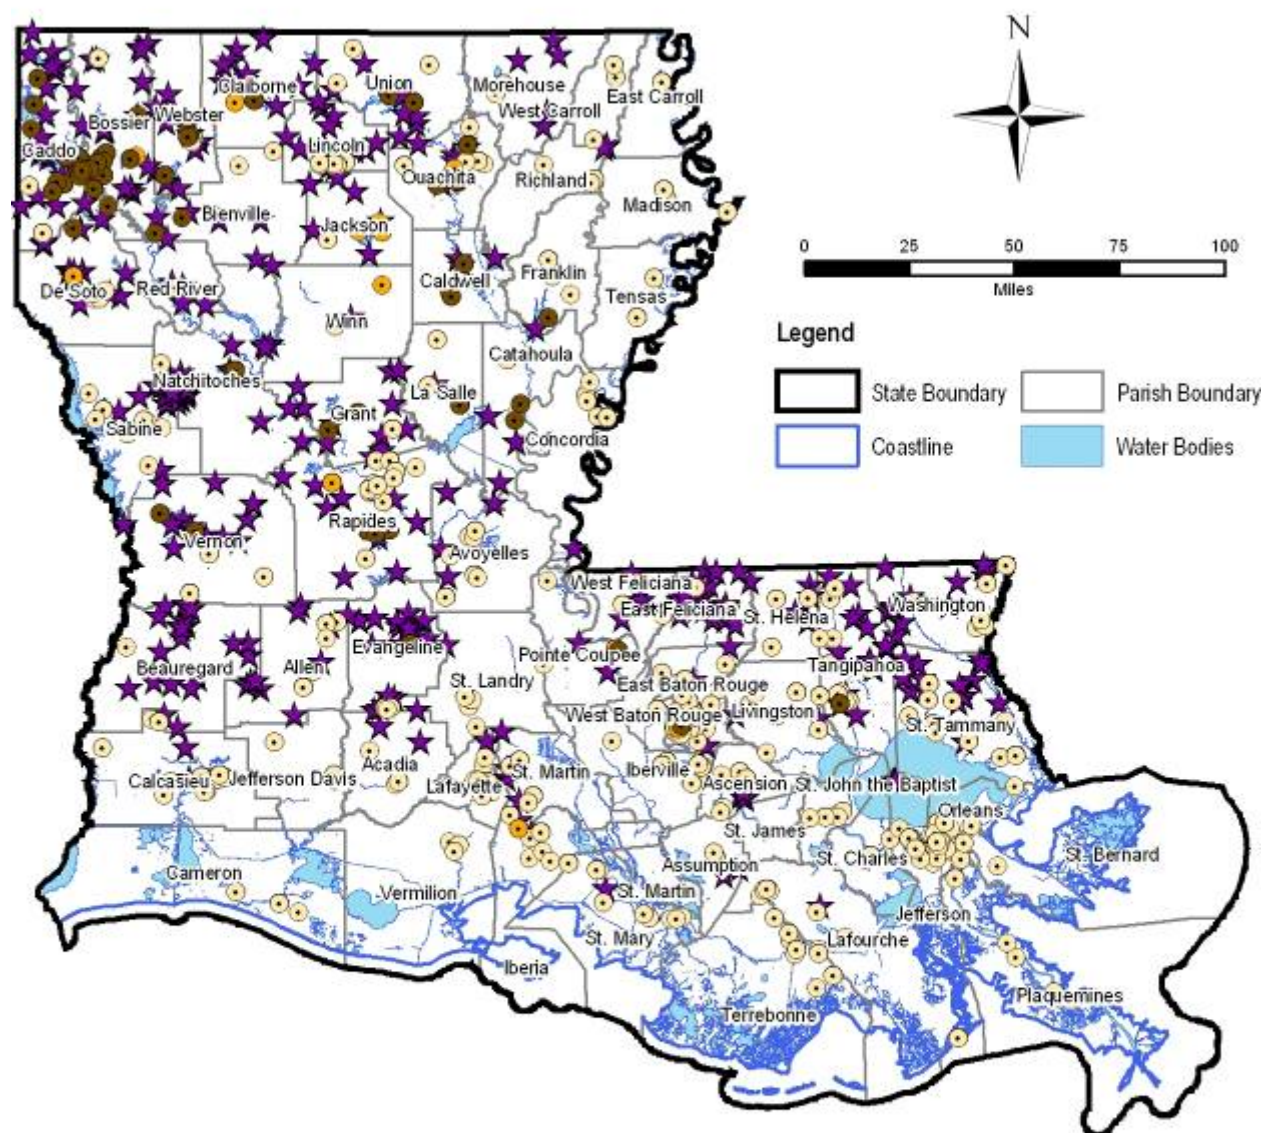 N
0 25 50 75 100
Miles
Legend
State Boundary
Parish Boundary
Coastline
Water Bodies
Claiborne
Union
Morehouse
West Carroll
East Carroll
Webster
Bossier
Caddo
Lincoln
Ouachita
Richland
Madison
Bienville
Jackson
Caldwell
Franklin
Tensas
De Soto
Red River
Winn
Catahoula
Natchitoches
La Salle
Grant
Sabine
Concordia
Rapides
Vernon
Avoyelles
West Feliciana
East Feliciana
St. Helena
Washington
Evangeline
Pointe Coupee
Beauregard
Allen
Tangipahoa
St. Landry
East Baton Rouge
West Baton Rouge
Livingston
St. Tammany
Calcasieu
Jefferson Davis
Acadia
Lafayette
St. Martin
Iberville
Ascension
St. John the Baptist
Orleans
St. James
St. Charles
St. Bernard
Assumption
Cameron
Vermilion
St. Martin
Jefferson
St. Mary
Lafourche
Iberia
Terrebonne
Plaquemines